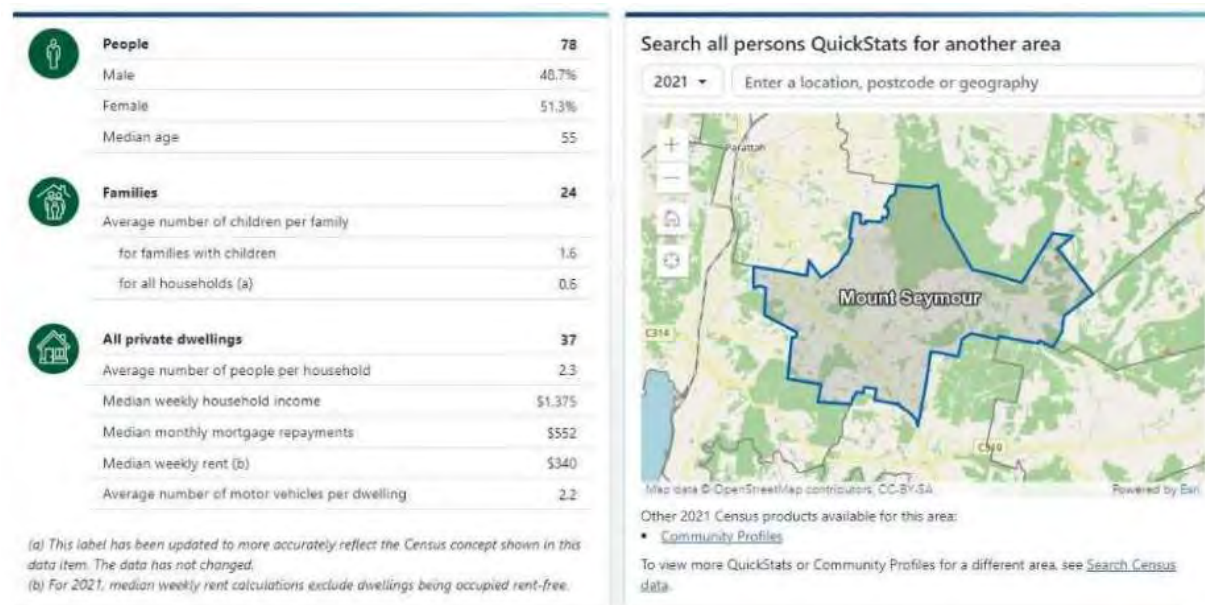 People 78
Male 48.7%
Female 51.3%
Median age 55
Families 24
Average number of children per family
for families with children 1.6
for all households (a) 0.6
All private dwellings 37
Average number of people per household 2.3
Median weekly household income $1,375
Median monthly mortgage repayments $552
Median weekly rent (b) $340
Average number of motor vehicles per dwelling 2.2
(a) This label has been updated to more accurately reflect the Census concept shown in this
data item. The data has not changed.
(b) For 2021, median weekly rent calculations exclude dwellings being occupied rent-free.
Search all persons QuickStats for another area
2021 Enter a location, postcode or geography
Parattah
Mount Seymour
C314
Map data © OpenStreetMap contributors, CC-BY-SA Powered by Esri
Other 2021 Census products available for this area:
• Community Profiles
To view more QuickStats or Community Profiles for a different area, see Search Census
data.